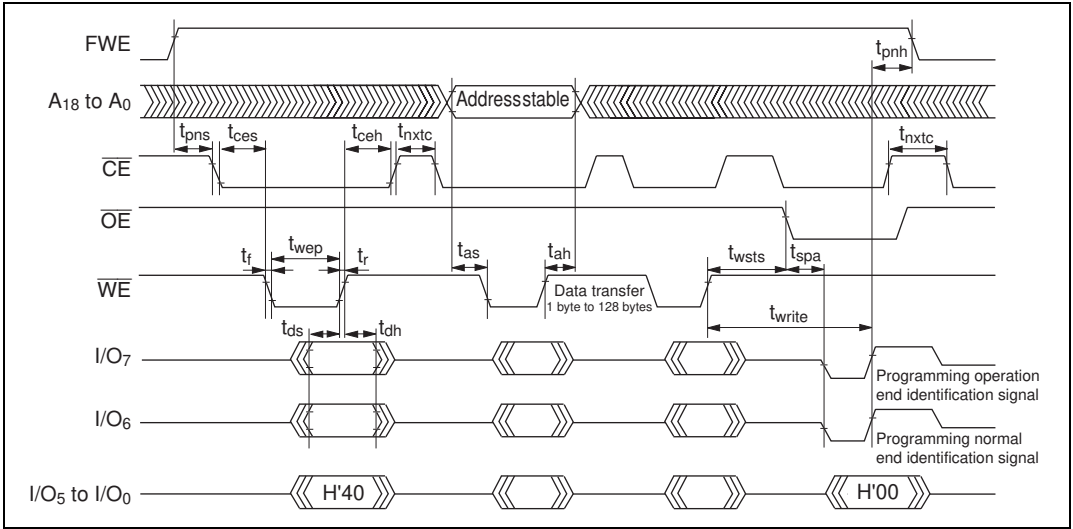 FWE
tpnh
A18 to A0
Addressstable
tpns
tces
tceh
tnxtc
tnxtc
CE
OE
tf
twep
tr
tas
tah
twsts
tspa
WE
Data transfer
1 byte to 128 bytes
twrite
tds
tdh
I/O7
Programming operation
end identification signal
I/O6
Programming normal
end identification signal
I/O5 to I/O0
H'40
H'00